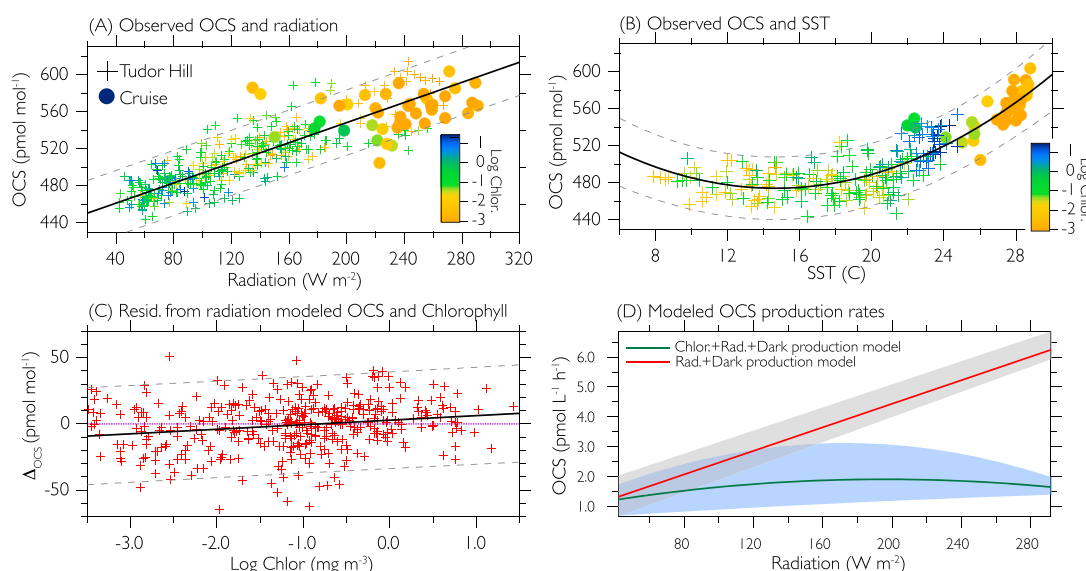 (A) Observed OCS and radiation
OCS (pmol mol⁻¹)
600
560
520
480
440
Tudor Hill
Cruise
1
0
-1
-2
-3
Log Chlor.
40 80 120 160 200 240 280 320
Radiation (W m⁻²)
(B) Observed OCS and SST
OCS (pmol mol⁻¹)
600
560
520
480
440
1
0
-1
-2
-3
Log Chlor.
8 12 16 20 24 28
SST (C)
(C) Resid. from radiation modeled OCS and Chlorophyll
Δ OCS (pmol mol⁻¹)
50
0
-50
-3.0 -2.0 -1.0 0.0 1.0
Log Chlor (mg m⁻³)
(D) Modeled OCS production rates
OCS (pmol L⁻¹ h⁻¹)
6.0
5.0
4.0
3.0
2.0
1.0
Chlor.+Rad.+Dark production model
Rad.+Dark production model
80 120 160 200 240 280
Radiation (W m⁻²)